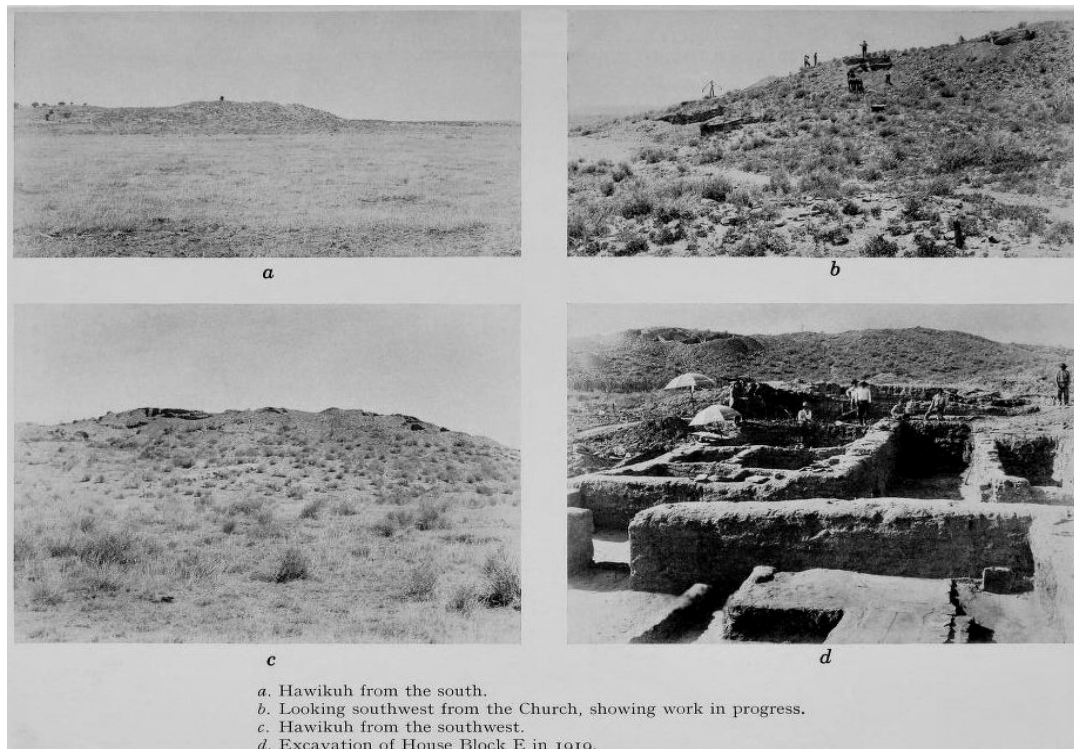 a
b
c
d
a. Hawikuh from the south.
b. Looking southwest from the Church, showing work in progress.
c. Hawikuh from the southwest.
d. Excavation of House Block E in 1919.